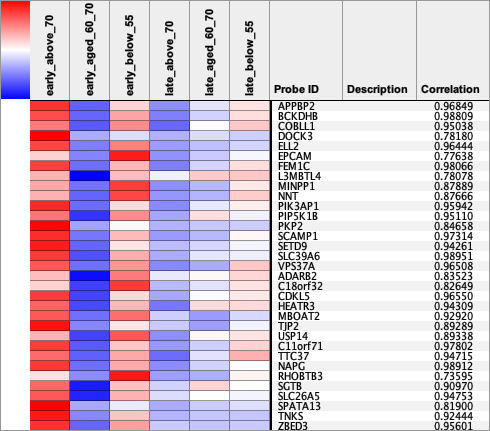 early_above_70
early_aged_60_70
early_below_55
late_above_70
late_aged_60_70
late_below_55
Probe ID Description Correlation
APPBP2 0.96849
BCKDHB 0.98809
COBLL1 0.95038
DOCK3 0.78180
ELL2 0.96444
EPCAM 0.77638
FEM1C 0.98066
L3MBTL4 0.78078
MINPP1 0.87889
NNT 0.87666
PIK3AP1 0.95942
PIP5K1B 0.95110
PKP2 0.84658
SCAMP1 0.97314
SETD9 0.94261
SLC39A6 0.98951
VPS37A 0.96508
ADARB2 0.83523
C18orf32 0.82649
CDKL5 0.96550
HEATR3 0.94309
MBOAT2 0.92920
TJP2 0.89289
USP14 0.89338
C11orf71 0.97802
TTC37 0.94715
NAPG 0.98912
RHOBTB3 0.73595
SGTB 0.90970
SLC26A5 0.94753
SPATA13 0.81900
TNKS 0.92444
ZBED3 0.95601